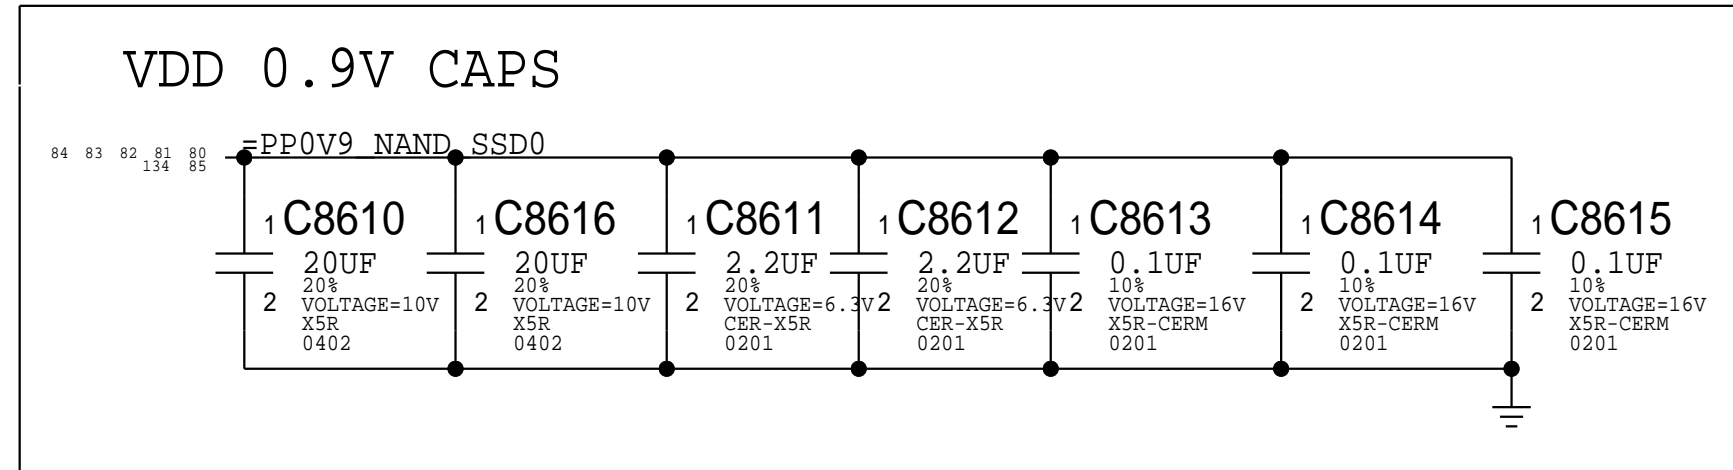 VDD 0.9V CAPS
=PP0V9_NAND_SSD0
84 83 82 81 80
134 85
1 C8610
20UF
20%
2 VOLTAGE=10V
X5R
0402
1 C8616
20UF
20%
2 VOLTAGE=10V
X5R
0402
1 C8611
2.2UF
20%
2 VOLTAGE=6.3V
CER-X5R
0201
1 C8612
2.2UF
20%
2 VOLTAGE=6.3V
CER-X5R
0201
1 C8613
0.1UF
10%
2 VOLTAGE=16V
X5R-CERM
0201
1 C8614
0.1UF
10%
2 VOLTAGE=16V
X5R-CERM
0201
1 C8615
0.1UF
10%
2 VOLTAGE=16V
X5R-CERM
0201